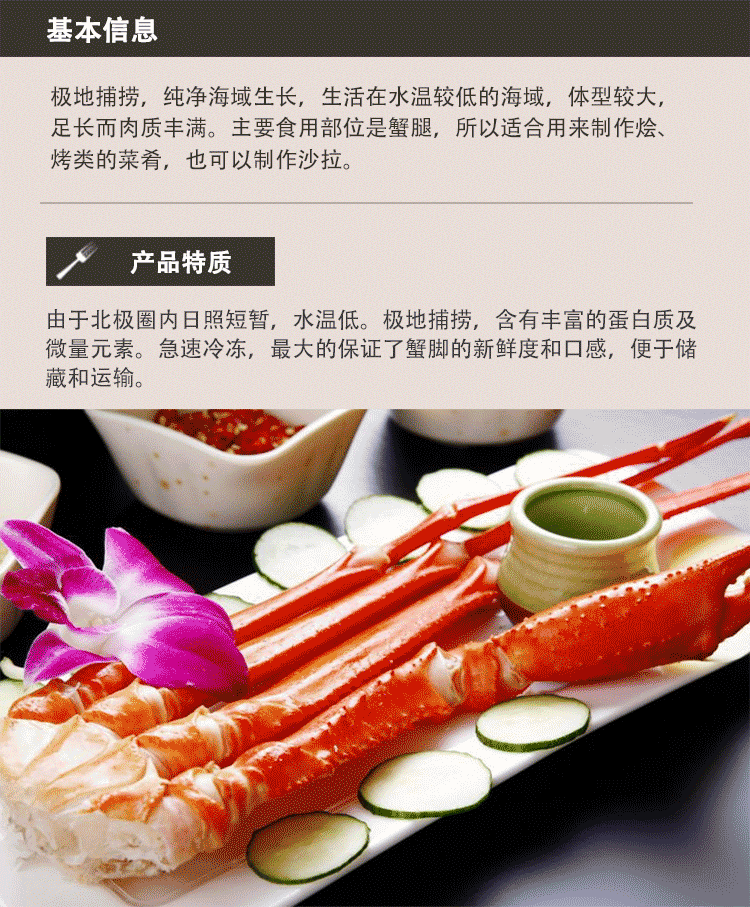 基本信息
极地捕捞，纯净海域生长，生活在水温较低的海域，体型较大，
足长而肉质丰满。主要食用部位是蟹腿，所以适合用来制作烩、
烤类的菜肴，也可以制作沙拉。
产品特质
由于北极圈内日照短暂，水温低。极地捕捞，含有丰富的蛋白质及
微量元素。急速冷冻，最大的保证了蟹脚的新鲜度和口感，便于储
藏和运输。